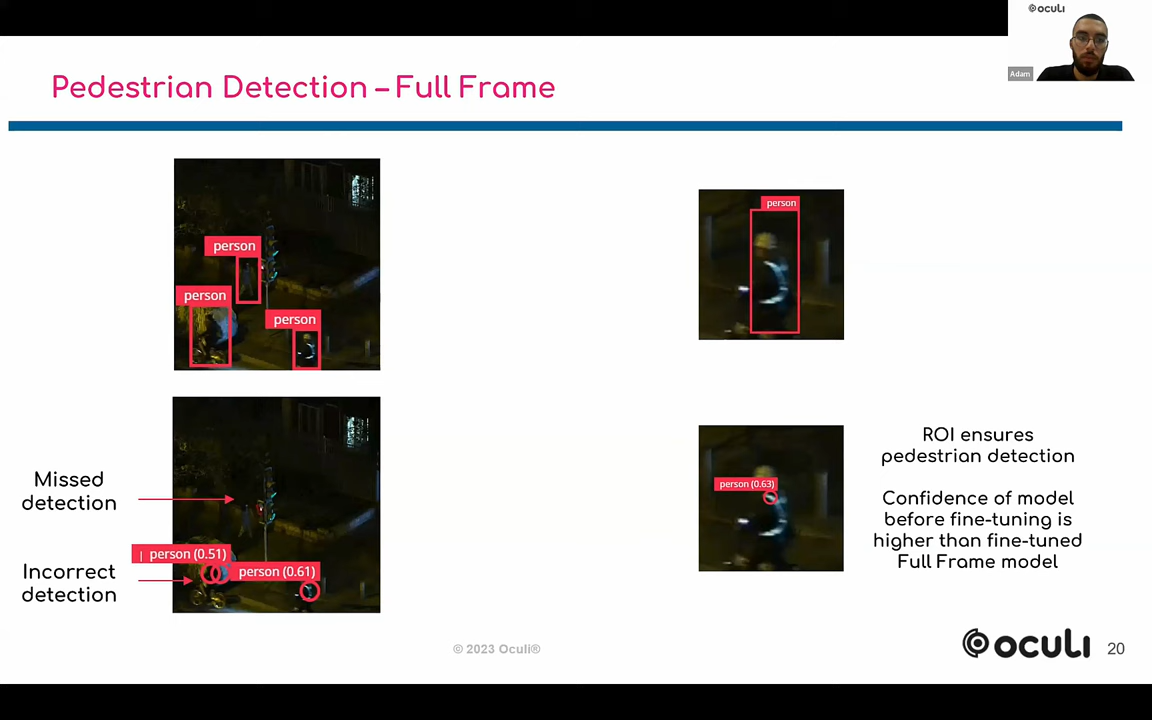 oculi
Adam
Pedestrian Detection – Full Frame
person
person
person
person
Missed
detection
person (0.51)
person (0.61)
Incorrect
detection
person (0.63)
ROI ensures
pedestrian detection
Confidence of model
before fine-tuning is
higher than fine-tuned
Full Frame model
© 2023 Oculi®
oculi
20